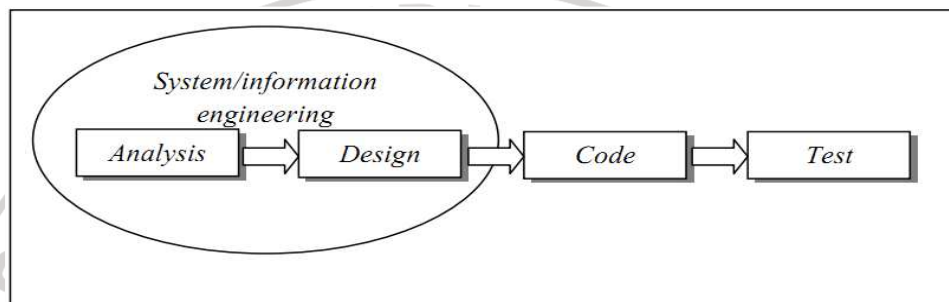 System/information
engineering
Analysis
Design
Code
Test